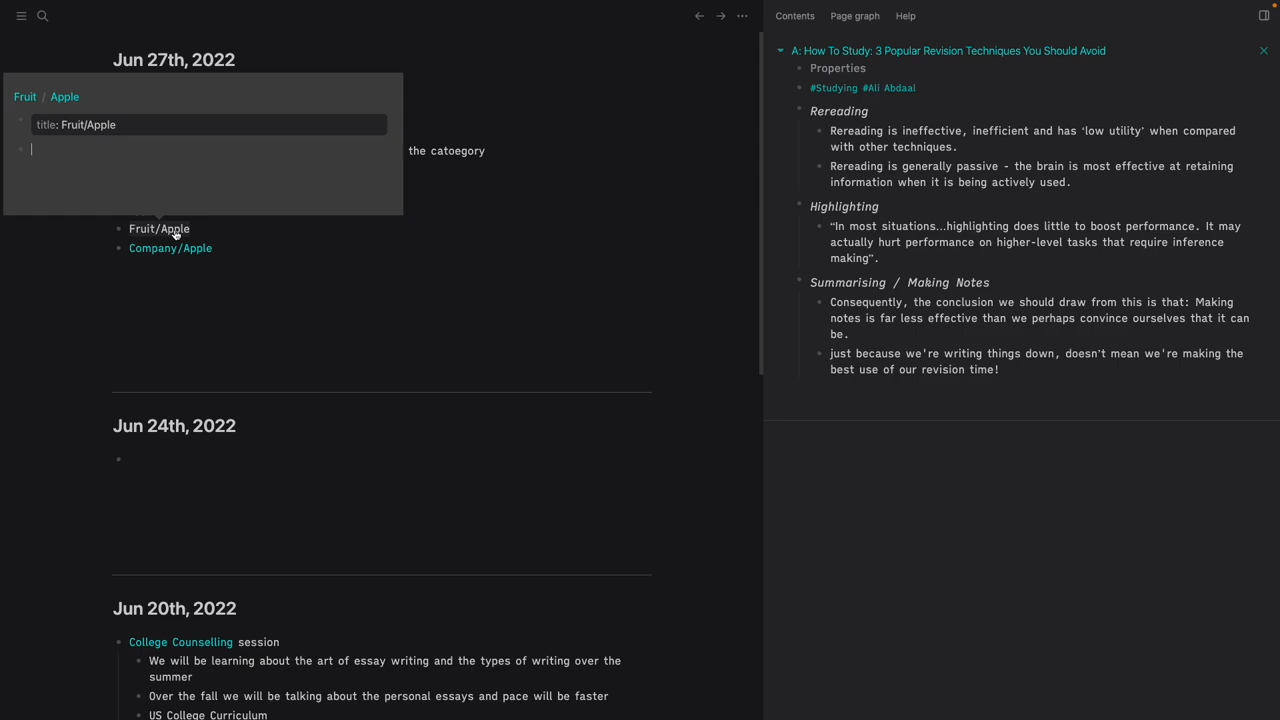 Jun 27th, 2022
Fruit / Apple
title: Fruit/Apple
the catoegory
Fruit/Apple
Company/Apple
Jun 24th, 2022
Jun 20th, 2022
College Counselling session
We will be learning about the art of essay writing and the types of writing over the
summer
Over the fall we will be talking about the personal essays and pace will be faster
US College Curriculum
Contents
Page graph
Help
A: How To Study: 3 Popular Revision Techniques You Should Avoid
Properties
#Studying #Ali Abdaal
Rereading
Rereading is ineffective, inefficient and has ‘low utility’ when compared
with other techniques.
Rereading is generally passive - the brain is most effective at retaining
information when it is being actively used.
Highlighting
“In most situations...highlighting does little to boost performance. It may
actually hurt performance on higher-level tasks that require inference
making”.
Summarising / Making Notes
Consequently, the conclusion we should draw from this is that: Making
notes is far less effective than we perhaps convince ourselves that it can
be.
just because we're writing things down, doesn’t mean we're making the
best use of our revision time!